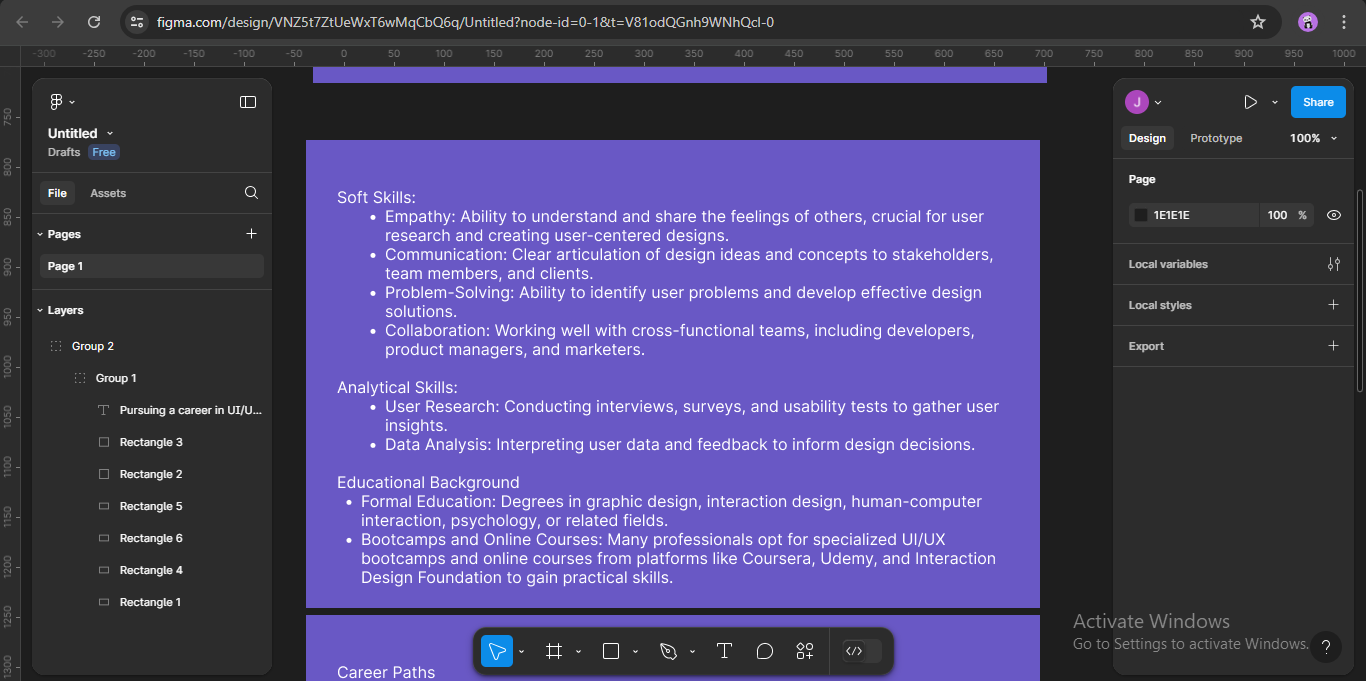 figma.com/design/VNZ5t7ZtUeWxT6wMqCbQ6q/Untitled?node-id=0-1&t=V81odQGnh9WNhQcI-0
-300 -250 -200 -150 -100 -50 0 50 100 150 200 250 300 350 400 450 500 550 600 650 700 750 800 850 900 950 1000
750
800
850
900
950
1000
1050
1100
1150
1200
1250
1300
Untitled
Drafts Free
File Assets
Pages
Page 1
Layers
Group 2
Group 1
Pursuing a career in UI/U...
Rectangle 3
Rectangle 2
Rectangle 5
Rectangle 6
Rectangle 4
Rectangle 1
Soft Skills:
• Empathy: Ability to understand and share the feelings of others, crucial for user
research and creating user-centered designs.
• Communication: Clear articulation of design ideas and concepts to stakeholders,
team members, and clients.
• Problem-Solving: Ability to identify user problems and develop effective design
solutions.
• Collaboration: Working well with cross-functional teams, including developers,
product managers, and marketers.
Analytical Skills:
• User Research: Conducting interviews, surveys, and usability tests to gather user
insights.
• Data Analysis: Interpreting user data and feedback to inform design decisions.
Educational Background
• Formal Education: Degrees in graphic design, interaction design, human-computer
interaction, psychology, or related fields.
• Bootcamps and Online Courses: Many professionals opt for specialized UI/UX
bootcamps and online courses from platforms like Coursera, Udemy, and Interaction
Design Foundation to gain practical skills.
Career Paths
J
Share
Design Prototype 100%
Page
1E1E1E 100 %
Local variables
Local styles
Export
Activate Windows
Go to Settings to activate Windows.
?